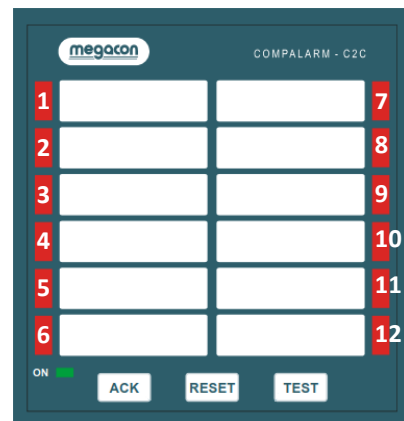 megacon
COMPALARM - C2C
1 7
2 8
3 9
4 10
5 11
6 12
ON
ACK RESET TEST